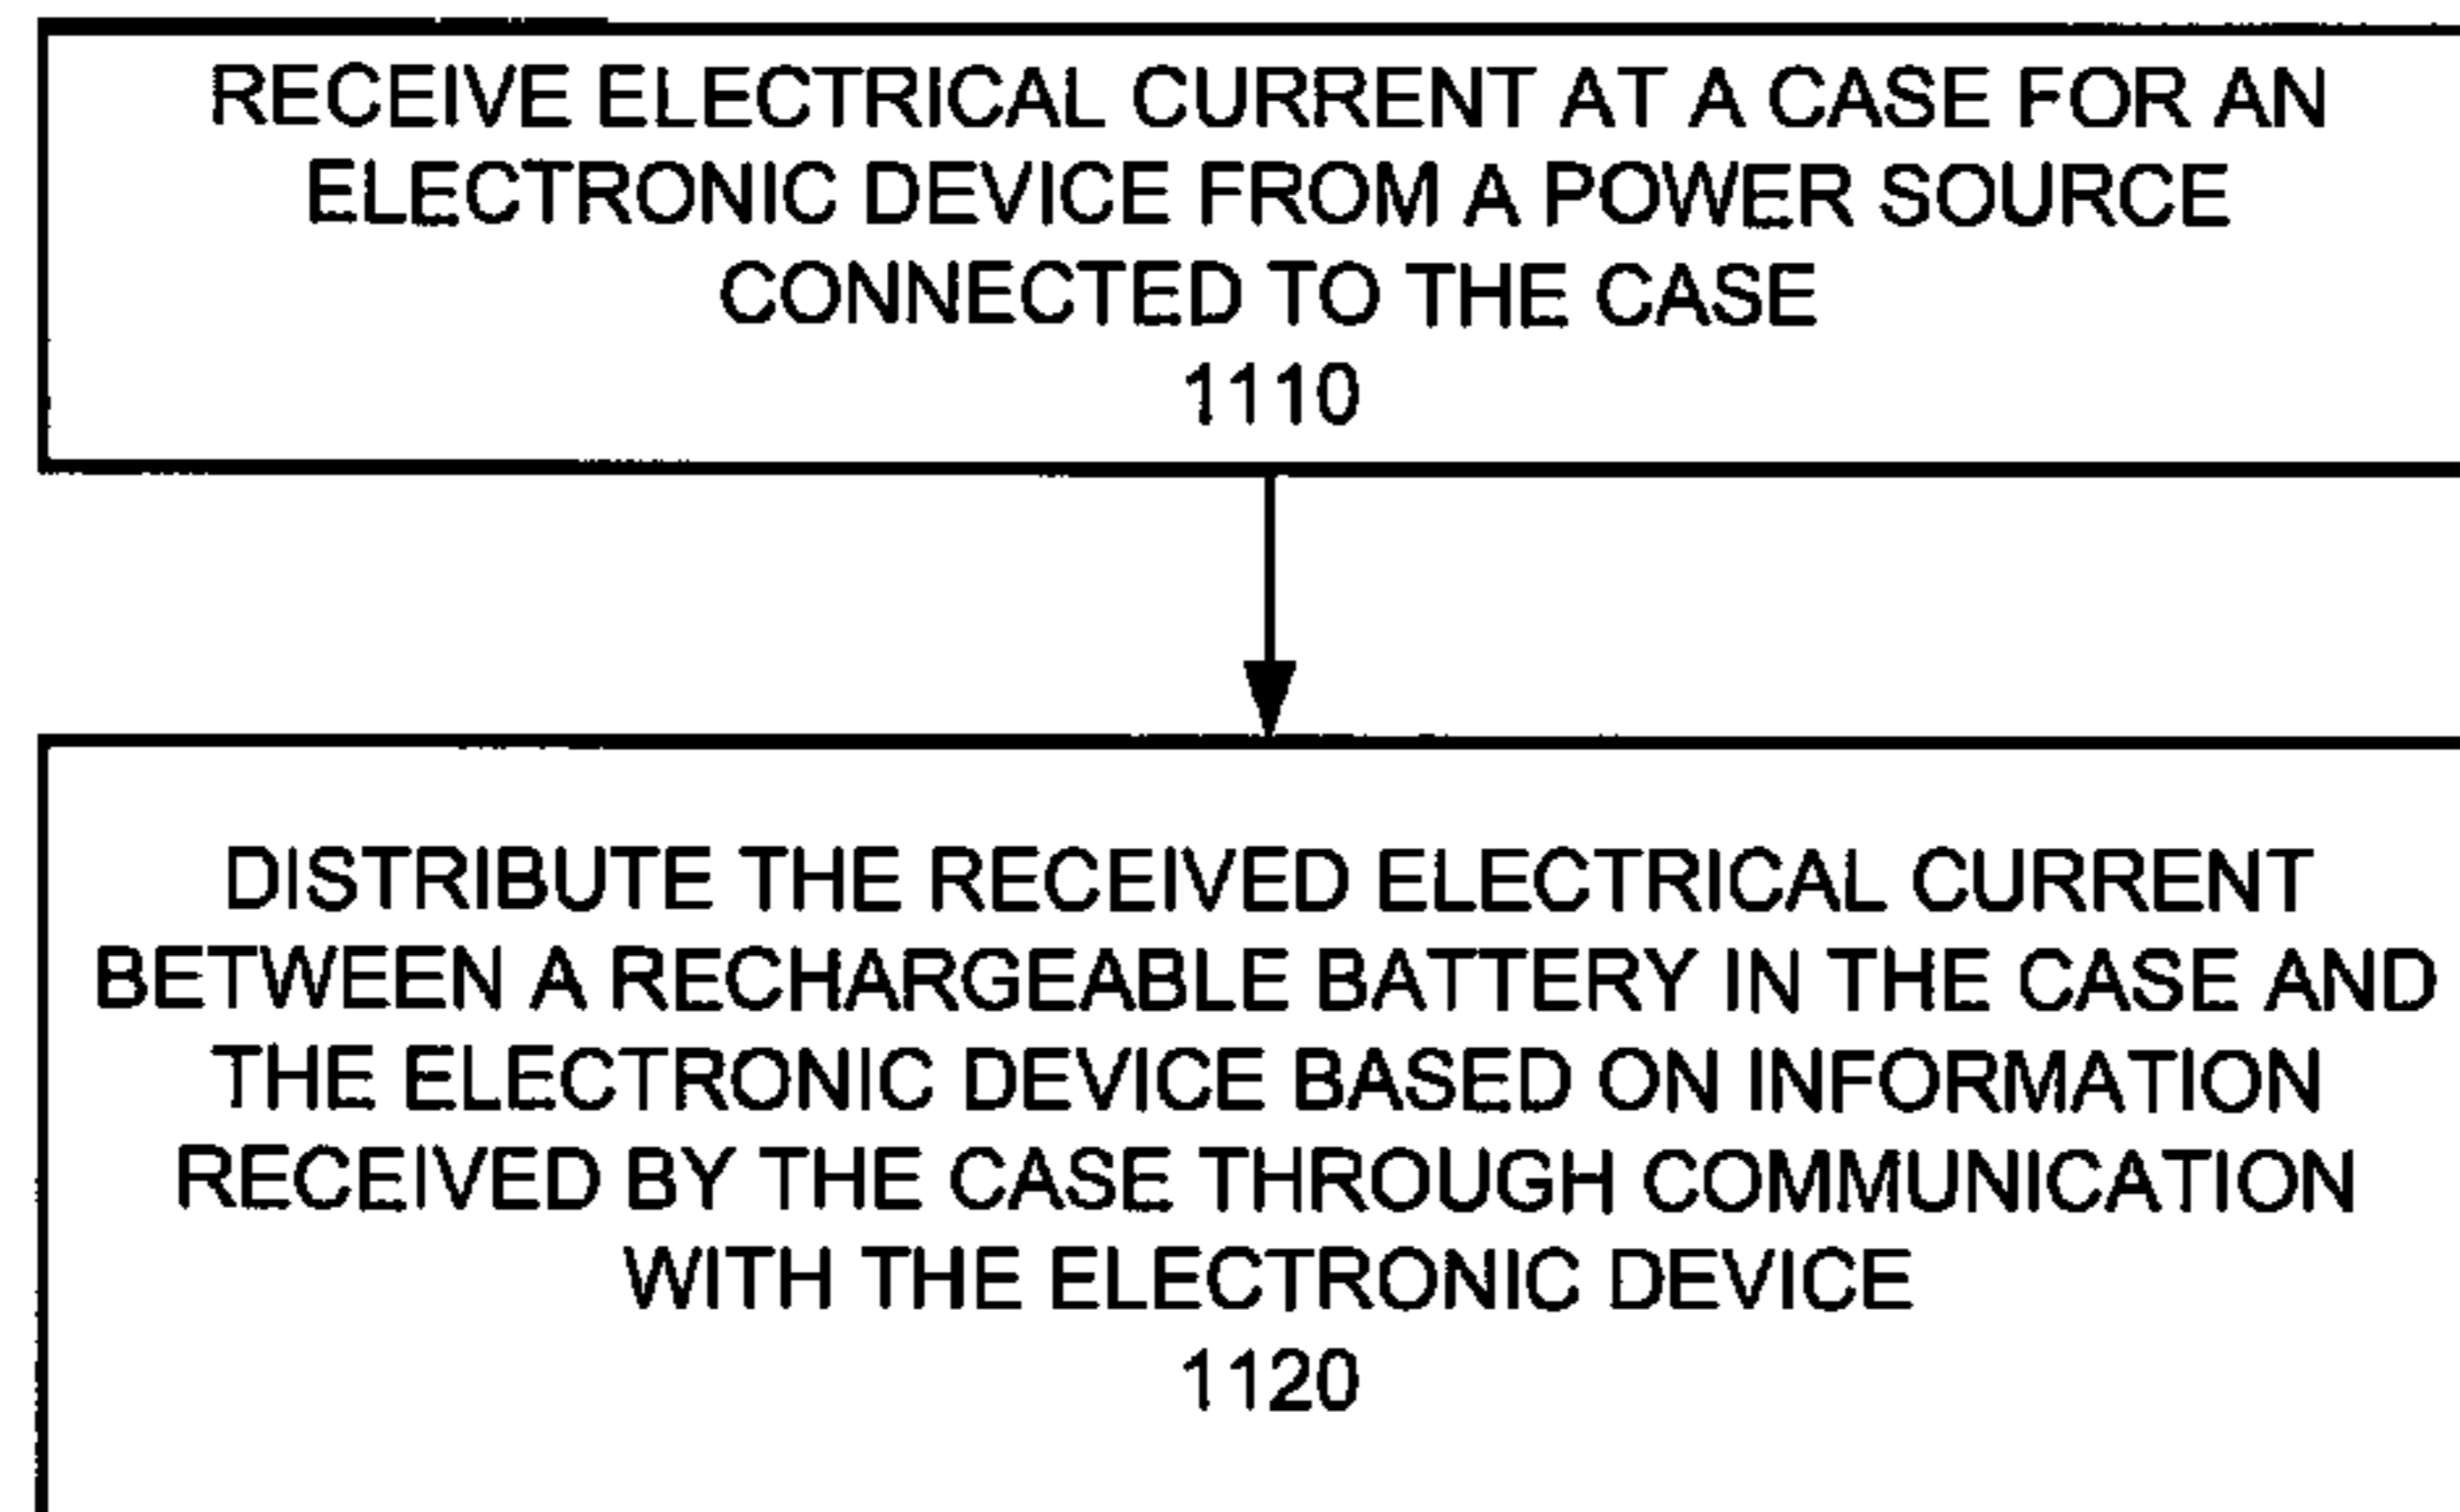 RECEIVE ELECTRICAL CURRENT AT A CASE FOR AN
ELECTRONIC DEVICE FROM A POWER SOURCE
CONNECTED TO THE CASE
1110
DISTRIBUTE THE RECEIVED ELECTRICAL CURRENT
BETWEEN A RECHARGEABLE BATTERY IN THE CASE AND
THE ELECTRONIC DEVICE BASED ON INFORMATION
RECEIVED BY THE CASE THROUGH COMMUNICATION
WITH THE ELECTRONIC DEVICE
1120